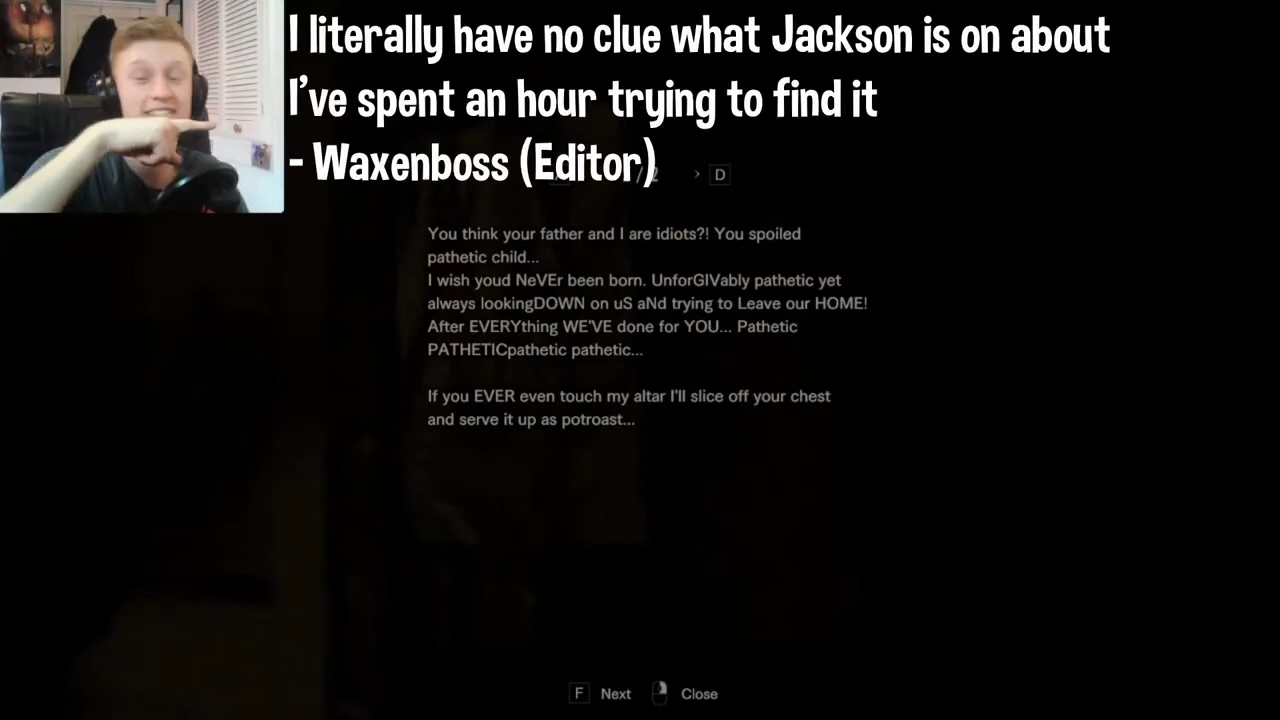 I literally have no clue what Jackson is on about
I've spent an hour trying to find it
- Waxenboss (Editor)
/2 › D
You think your father and I are idiots?! You spoiled
pathetic child...
I wish youd NeVEr been born. UnforGIVably pathetic yet
always lookingDOWN on uS aNd trying to Leave our HOME!
After EVERYthing WE'VE done for YOU... Pathetic
PATHETICpathetic pathetic...
If you EVER even touch my altar I'll slice off your chest
and serve it up as potroast...
F Next Close